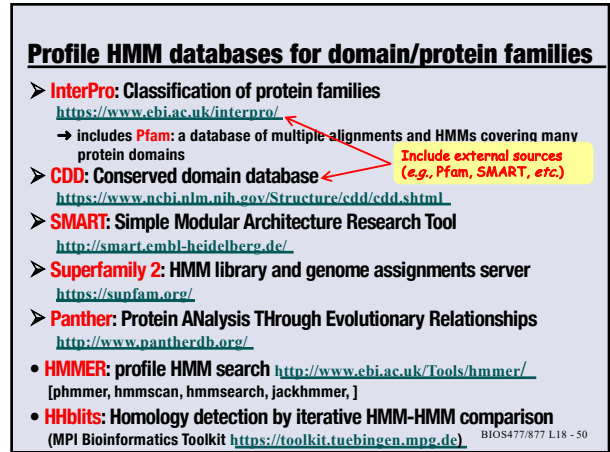 Profile HMM databases for domain/protein families
➢ InterPro: Classification of protein families
https://www.ebi.ac.uk/interpro/
➔ includes Pfam: a database of multiple alignments and HMMs covering many
protein domains
Include external sources
(e.g., Pfam, SMART, etc.)
➢ CDD: Conserved domain database
https://www.ncbi.nlm.nih.gov/Structure/cdd/cdd.shtml
➢ SMART: Simple Modular Architecture Research Tool
http://smart.embl-heidelberg.de/
➢ Superfamily 2: HMM library and genome assignments server
https://supfam.org/
➢ Panther: Protein ANalysis THrough Evolutionary Relationships
http://www.pantherdb.org/
• HMMER: profile HMM search http://www.ebi.ac.uk/Tools/hmmer/
[phmmer, hmmscan, hmmsearch, jackhmmer, ]
• HHblits: Homology detection by iterative HMM-HMM comparison
(MPI Bioinformatics Toolkit https://toolkit.tuebingen.mpg.de)
BIOS477/877 L18 - 50